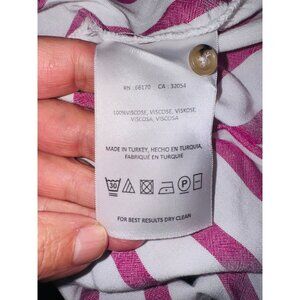 RN : 68170 CA : 32054
100%VISCOSE, VISCOSE, VISKOSE,
VISCOSA, VISCOSA
MADE IN TURKEY, HECHO EN TURQUIA,
FABRIQUÉ EN TURQUIE
30
P
FOR BEST RESULTS DRY CLEAN